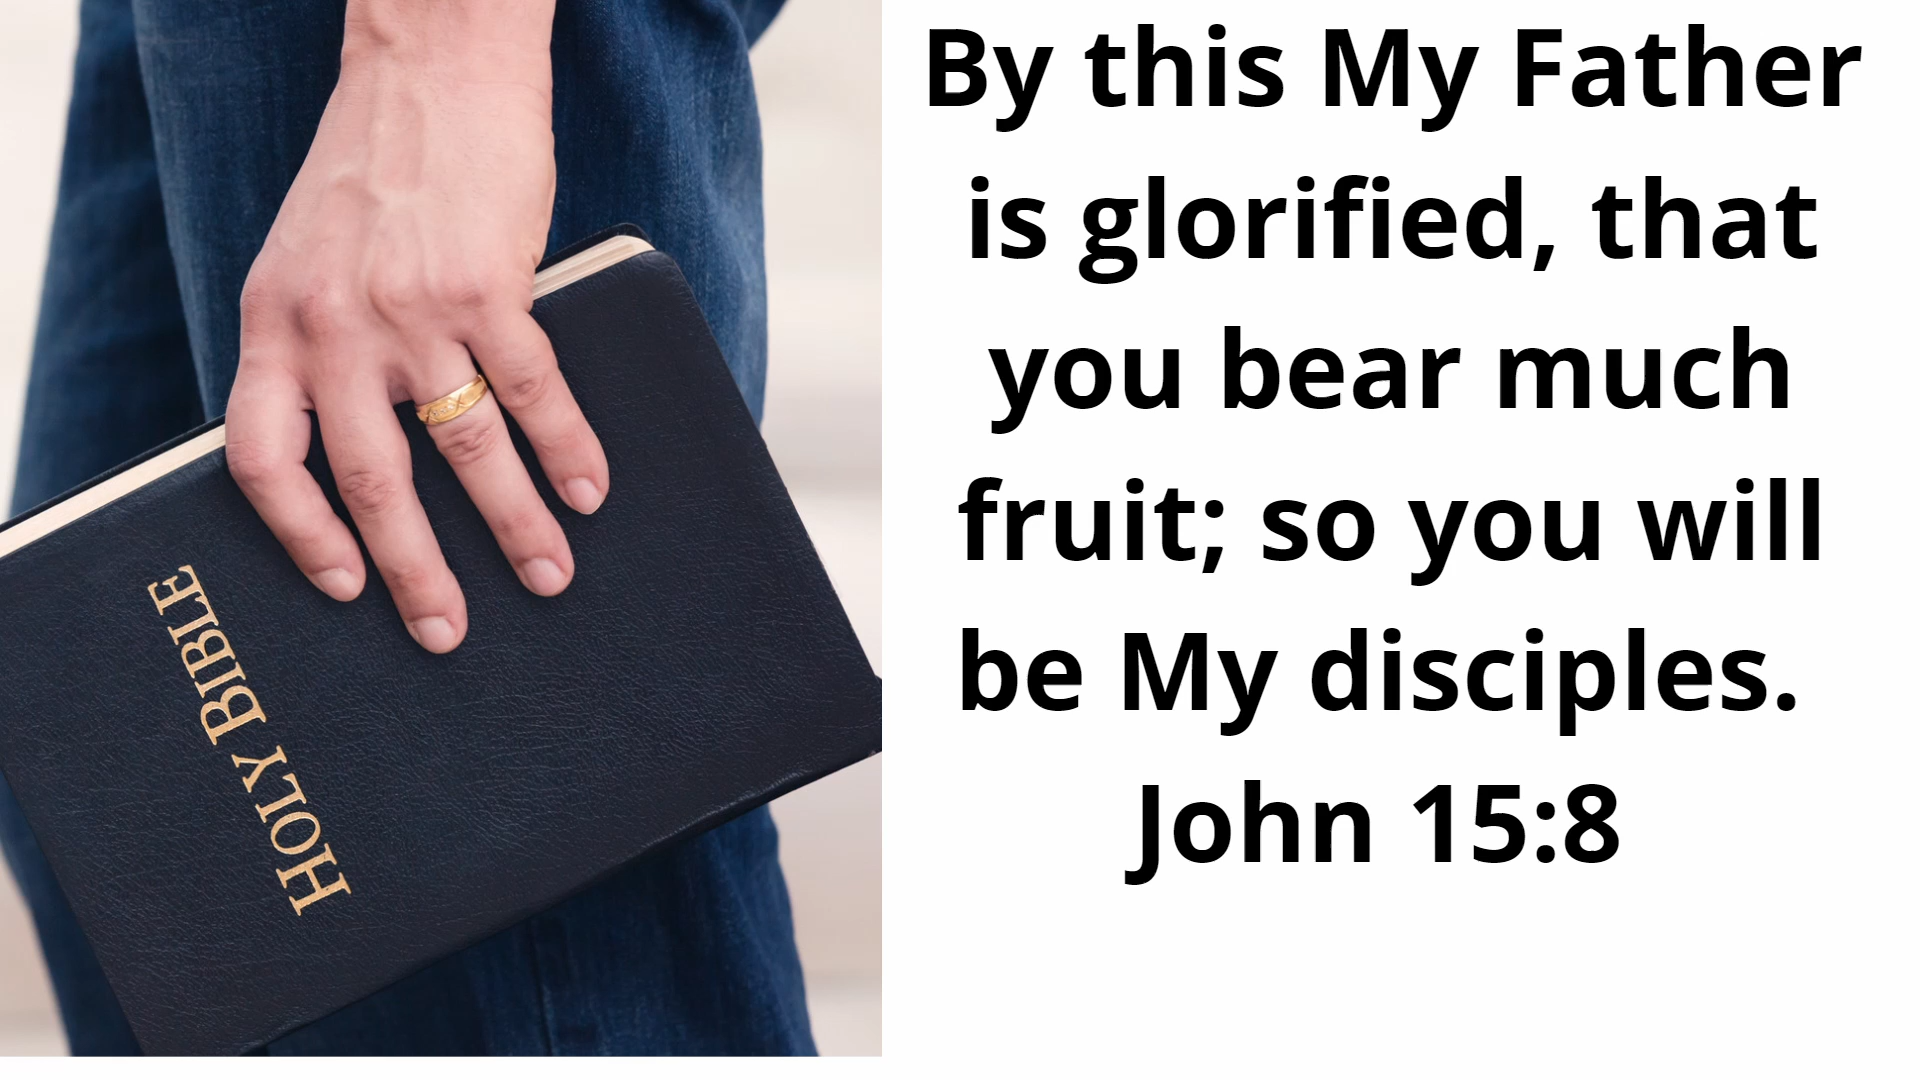 HOLY BIBLE
By this My Father
is glorified, that
you bear much
fruit; so you will
be My disciples.
John 15:8